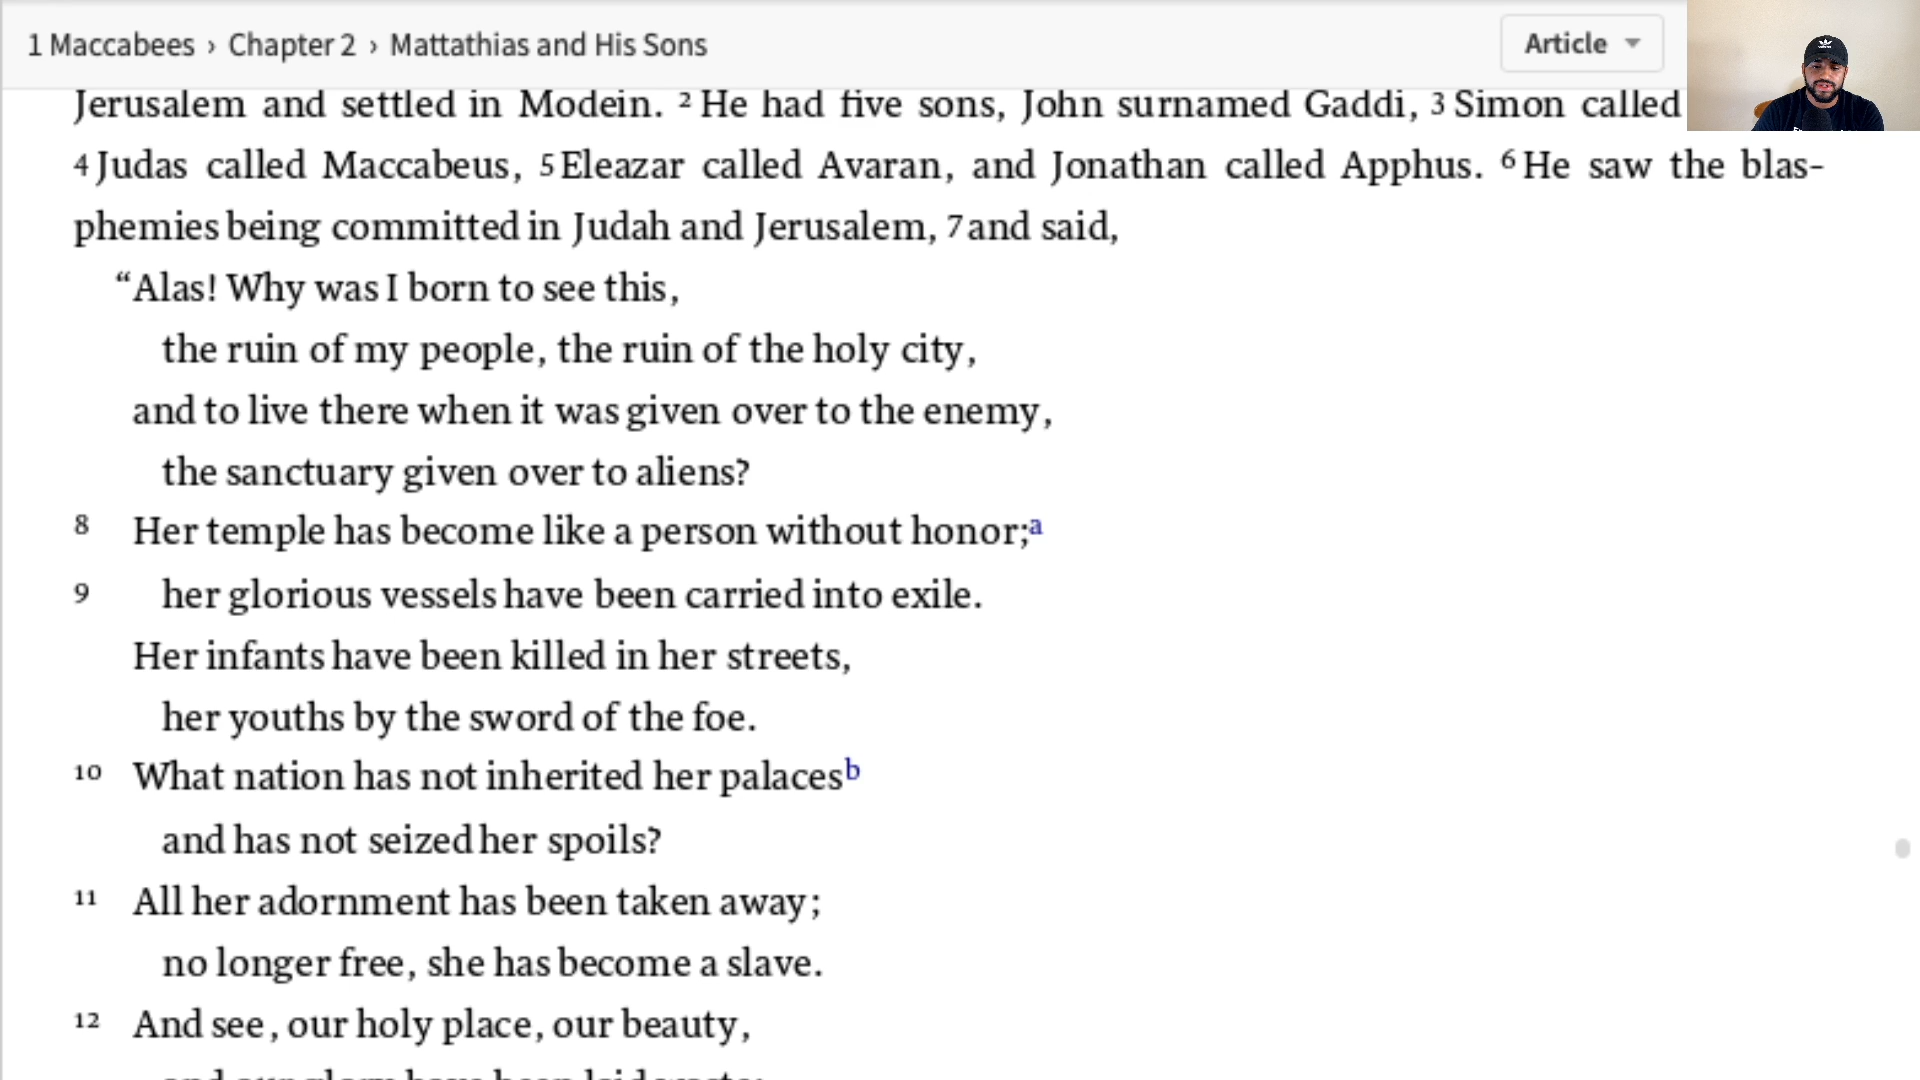 1 Maccabees › Chapter 2 › Mattathias and His Sons
Article
Jerusalem and settled in Modein. 2 He had five sons, John surnamed Gaddi, 3 Simon called
4 Judas called Maccabeus, 5 Eleazar called Avaran, and Jonathan called Apphus. 6 He saw the blas-
phemies being committed in Judah and Jerusalem, 7 and said,
“Alas! Why was I born to see this,
the ruin of my people, the ruin of the holy city,
and to live there when it was given over to the enemy,
the sanctuary given over to aliens?
8 Her temple has become like a person without honor;a
9 her glorious vessels have been carried into exile.
Her infants have been killed in her streets,
her youths by the sword of the foe.
10 What nation has not inherited her palacesb
and has not seized her spoils?
11 All her adornment has been taken away;
no longer free, she has become a slave.
12 And see, our holy place, our beauty,